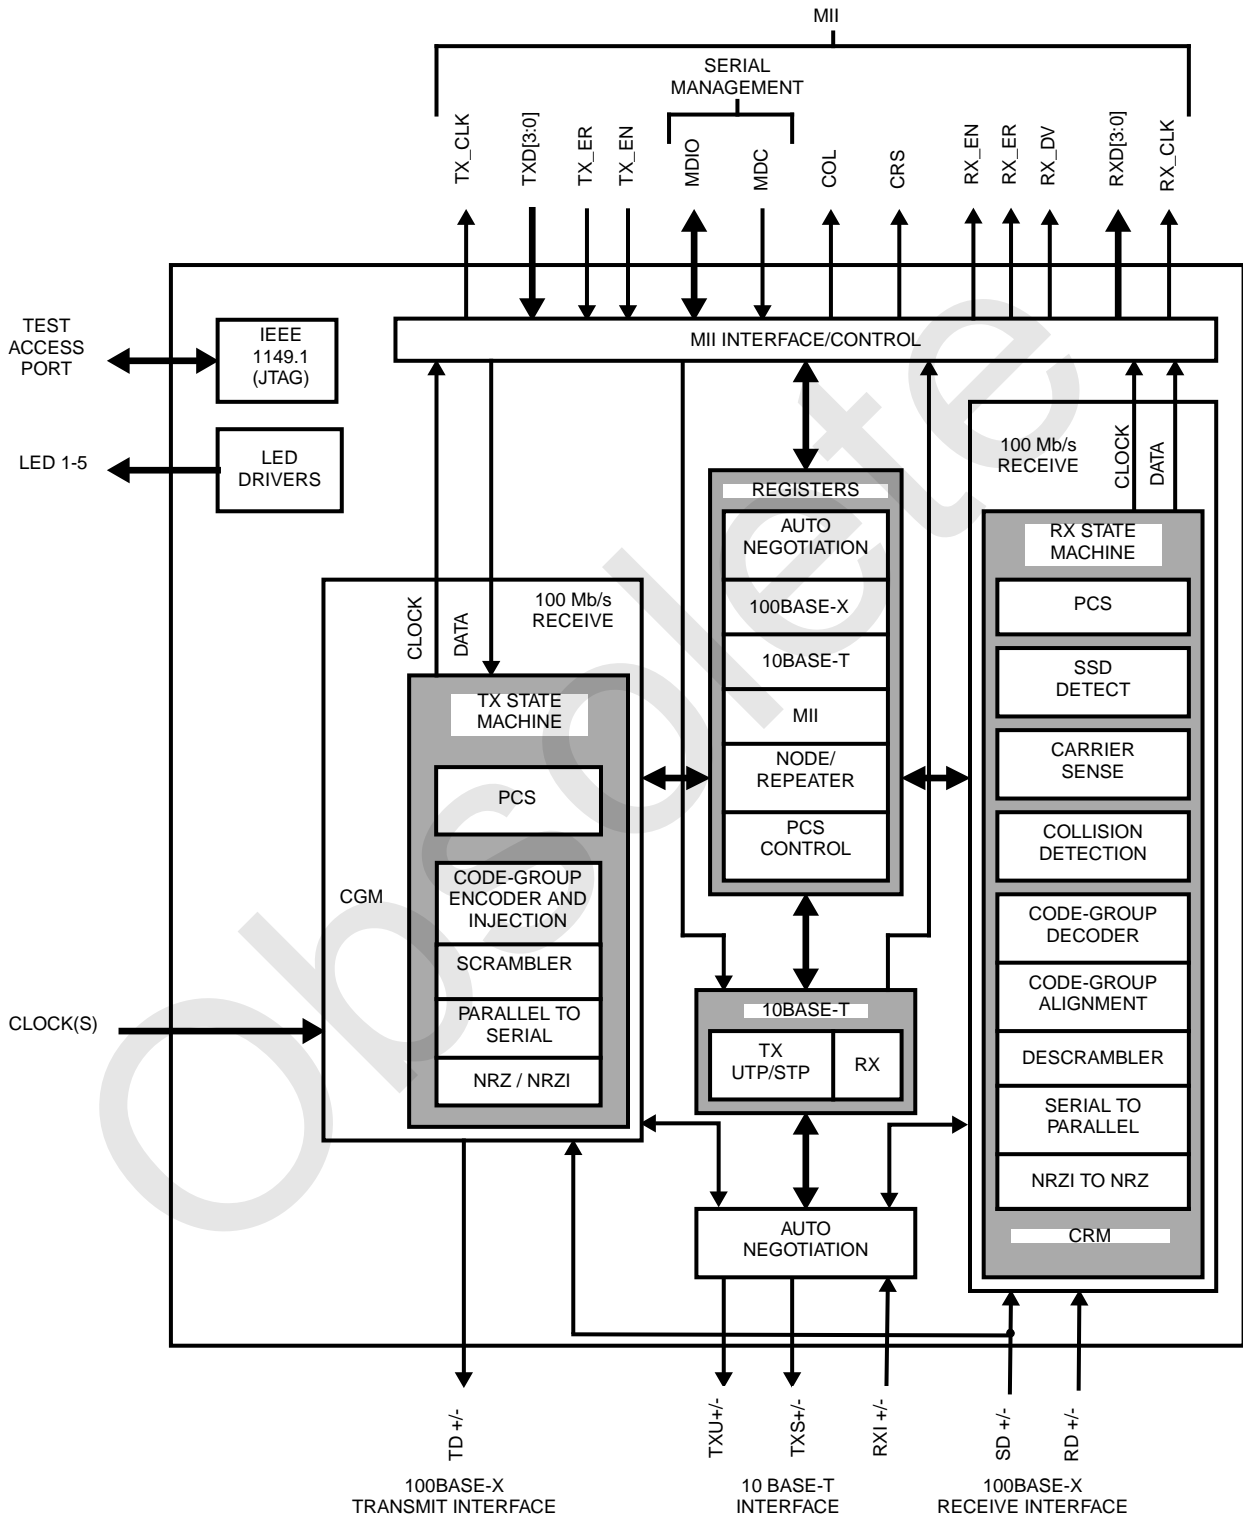 MII
SERIAL
MANAGEMENT
TX_CLK
TXD[3:0]
TX_ER
TX_EN
MDIO
MDC
COL
CRS
RX_EN
RX_ER
RX_DV
RXD[3:0]
RX_CLK
TEST
ACCESS
PORT
IEEE
1149.1
(JTAG)
MII INTERFACE/CONTROL
LED 1-5
LED
DRIVERS
100 Mb/s
RECEIVE
CLOCK
DATA
REGISTERS
AUTO
NEGOTIATION
100BASE-X
10BASE-T
MII
NODE/
REPEATER
PCS
CONTROL
RX STATE
MACHINE
PCS
SSD
DETECT
CARRIER
SENSE
COLLISION
DETECTION
CODE-GROUP
DECODER
CODE-GROUP
ALIGNMENT
DESCRAMBLER
SERIAL TO
PARALLEL
NRZI TO NRZ
CRM
100 Mb/s
RECEIVE
CLOCK
DATA
TX STATE
MACHINE
PCS
CGM
CODE-GROUP
ENCODER AND
INJECTION
SCRAMBLER
PARALLEL TO
SERIAL
NRZ / NRZI
CLOCK(S)
10BASE-T
TX
UTP/STP
RX
AUTO
NEGOTIATION
TD +/-
TXU+/-
TXS+/-
RXI +/-
SD +/-
RD +/-
100BASE-X
TRANSMIT INTERFACE
10 BASE-T
INTERFACE
100BASE-X
RECEIVE INTERFACE
Obsolete